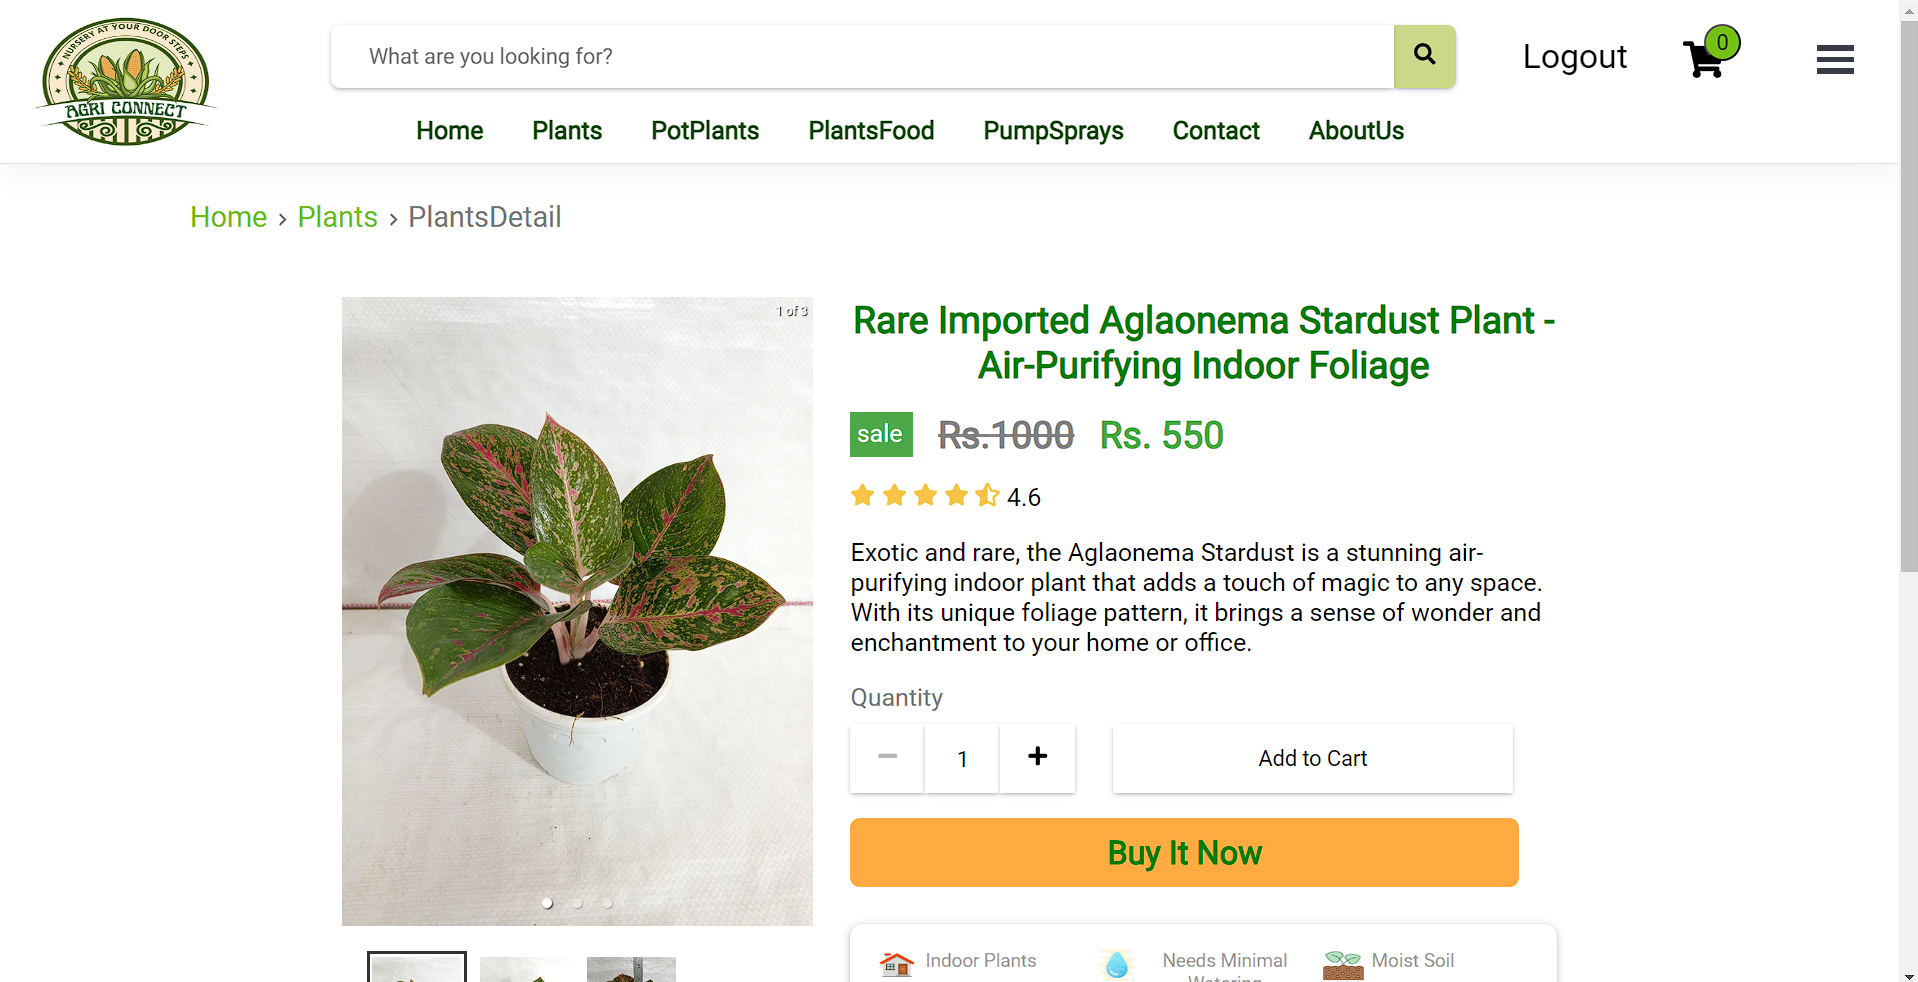 NURSERY AT YOUR DOOR STEPS
AGRI CONNECT
What are you looking for?
Logout
0
Home Plants PotPlants PlantsFood PumpSprays Contact AboutUs
Home › Plants › PlantsDetail
1 of 3
Rare Imported Aglaonema Stardust Plant -
Air-Purifying Indoor Foliage
sale Rs.1000 Rs. 550
4.6
Exotic and rare, the Aglaonema Stardust is a stunning air-
purifying indoor plant that adds a touch of magic to any space.
With its unique foliage pattern, it brings a sense of wonder and
enchantment to your home or office.
Quantity
1
Add to Cart
Buy It Now
Indoor Plants
Needs Minimal
Watering
Moist Soil